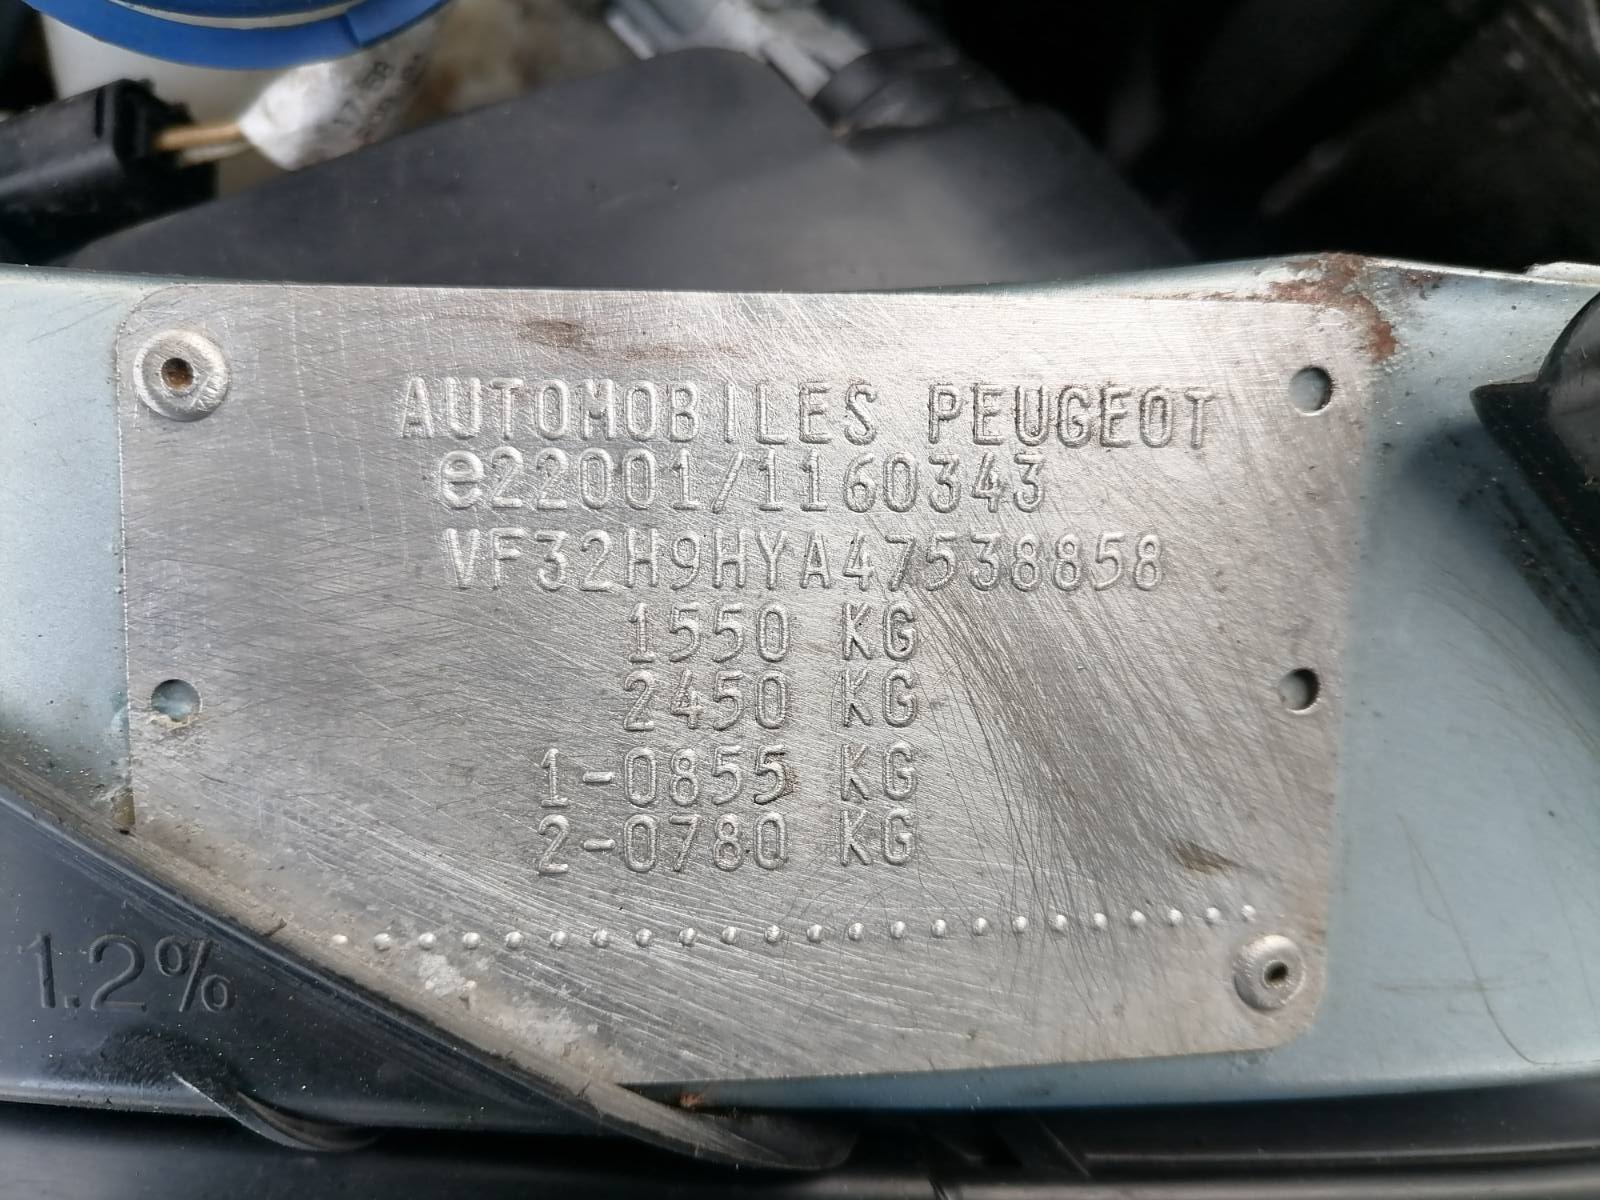 AUTOMOBILES PEUGEOT
e22001/1160343
VF32H9HYA47538858
1550 KG
2450 KG
1-0855 KG
2-0780 KG
1.2%